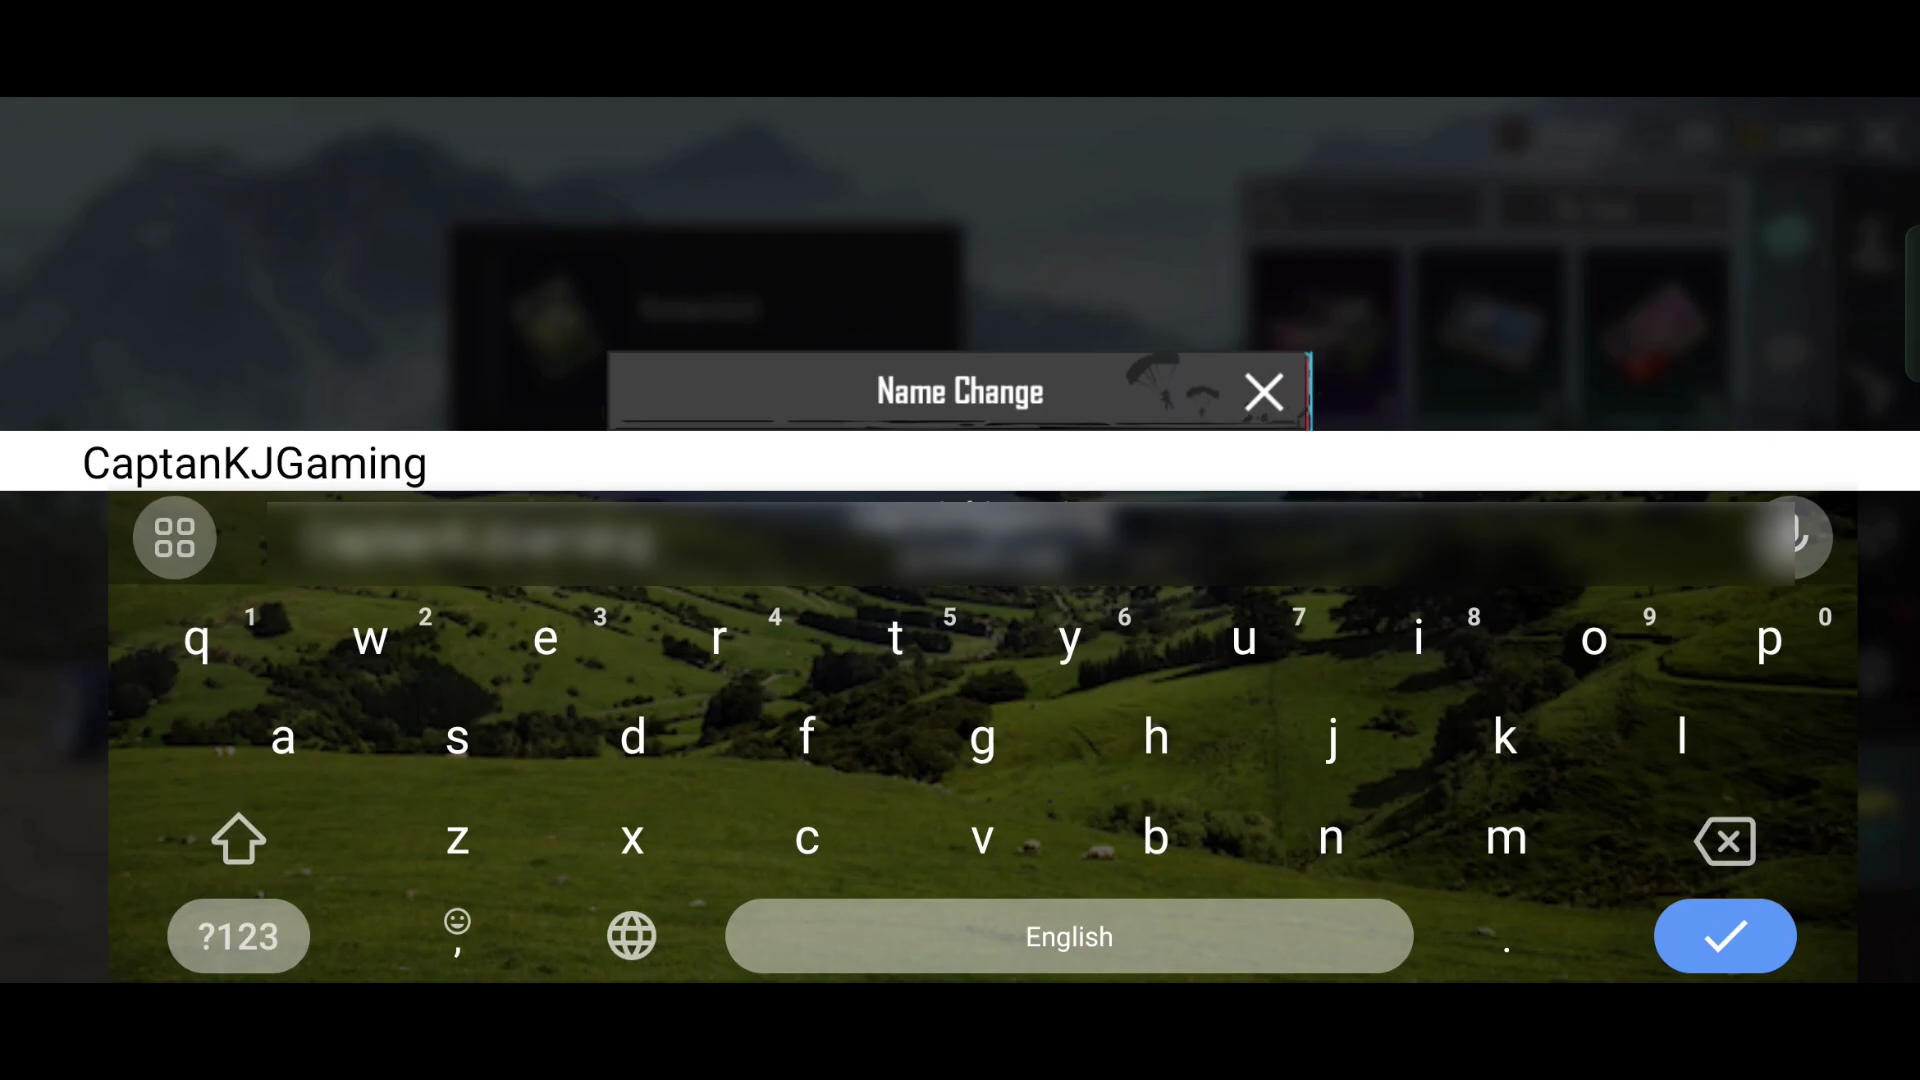 Name Change
CaptanKJGaming
q 1 w 2 e 3 r 4 t 5 y 6 u 7 i 8 o 9 p 0
a s d f g h j k l
z x c v b n m
?123 , English .